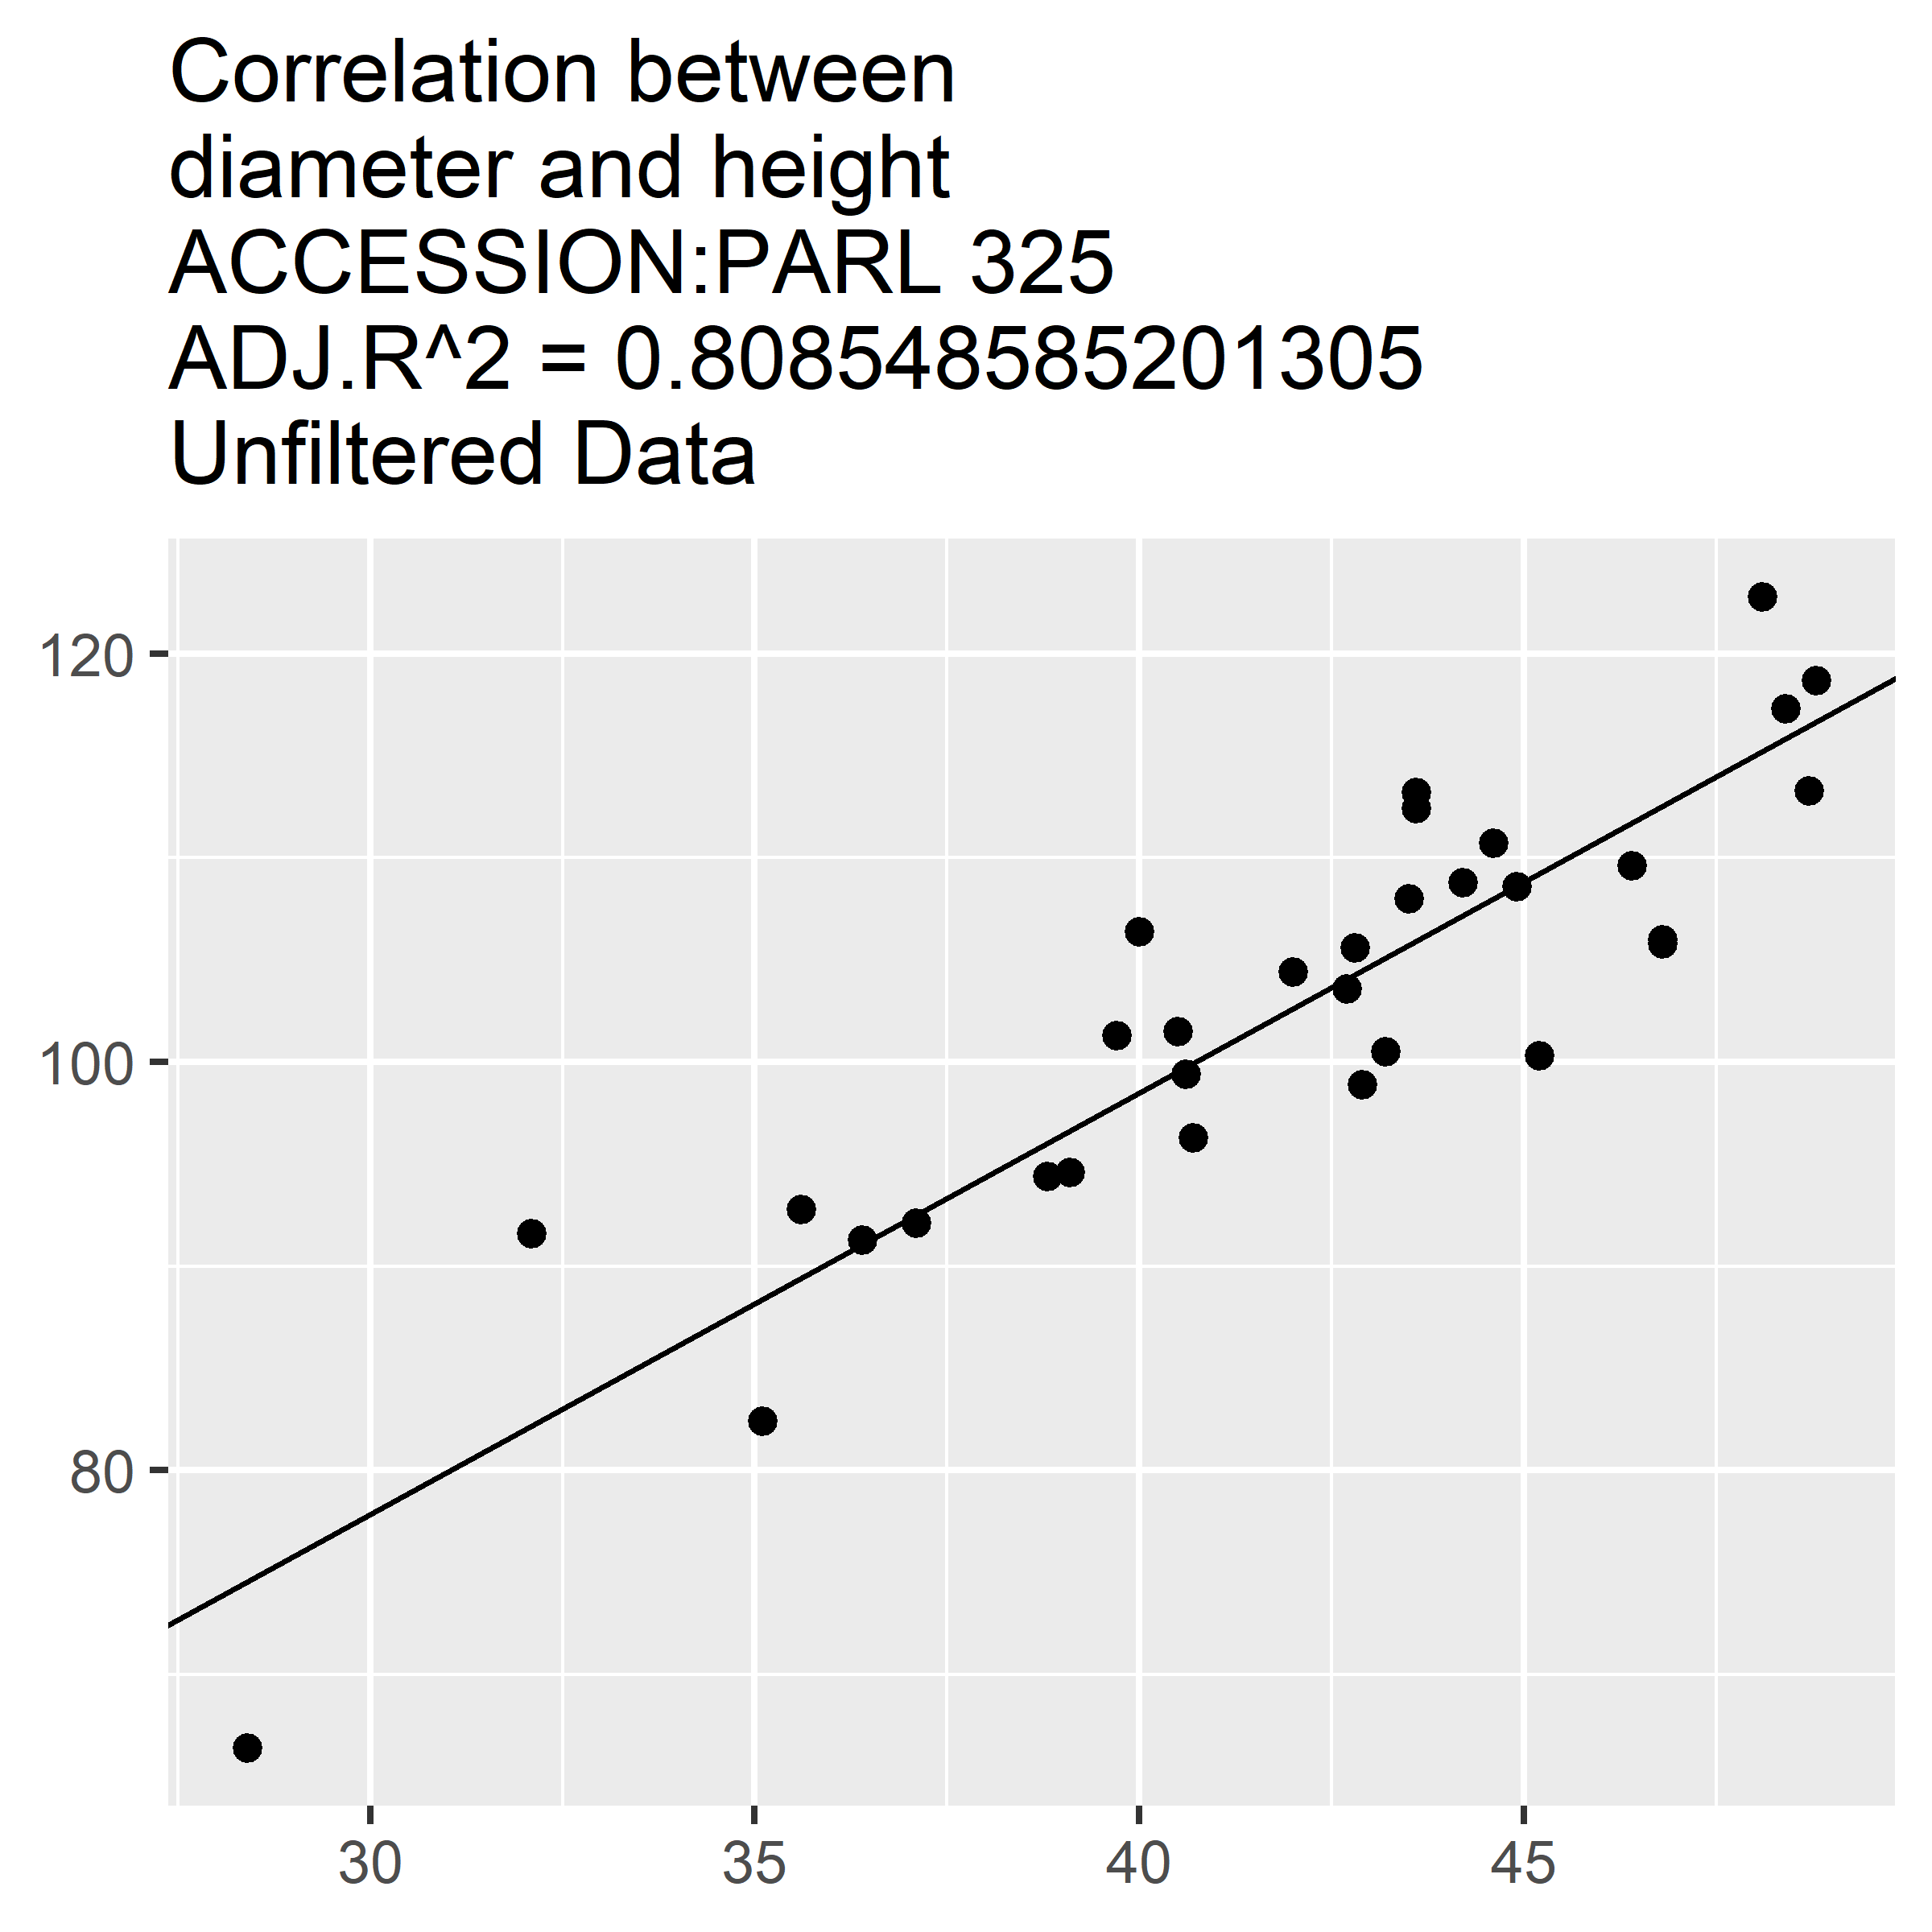 Correlation between
diameter and height
ACCESSION:PARL 325
ADJ.R^2 = 0.808548585201305
Unfiltered Data
120
100
80
30 35 40 45